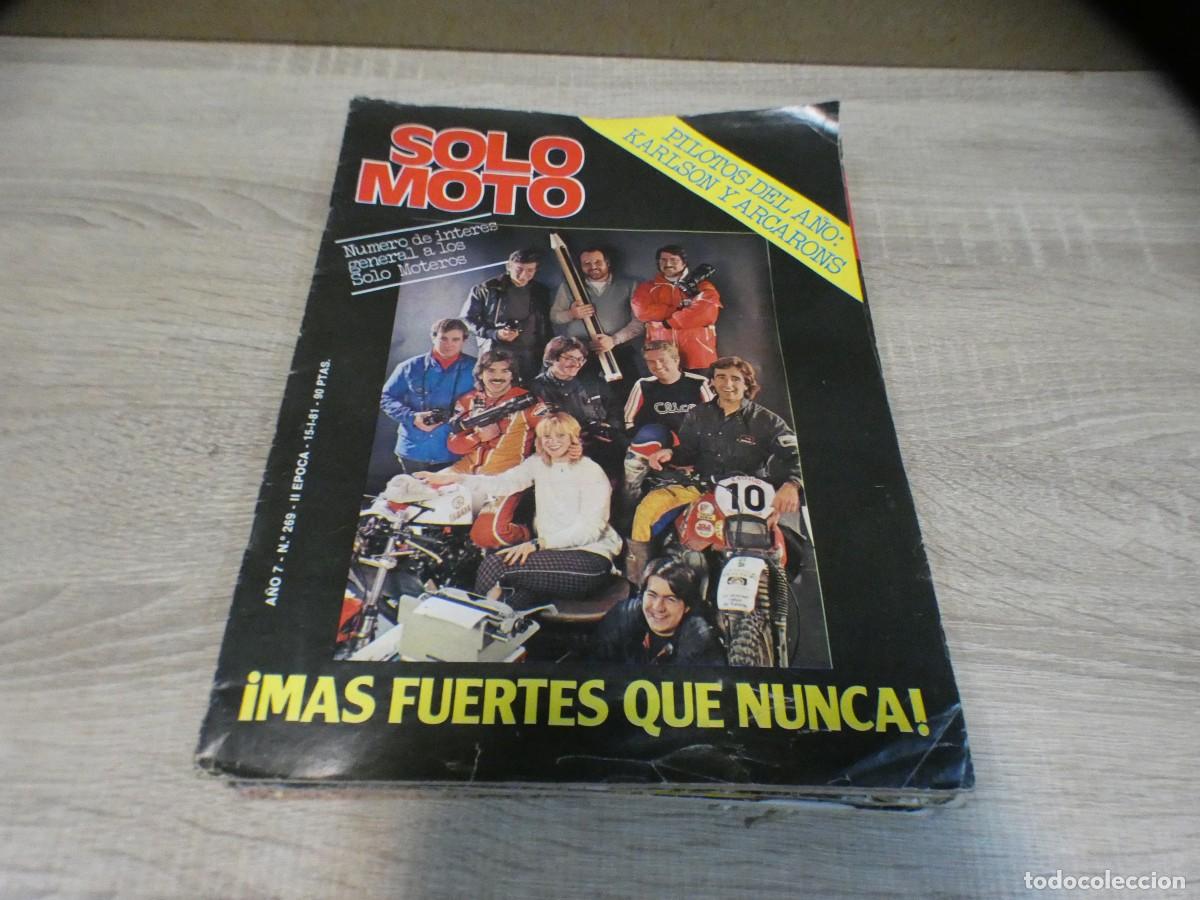 SOLO
MOTO
PILOTOS DEL AÑO:
KARLSON Y ARCARONS
Numero de interes
general a los
Solo Moteros
AÑO 7 - N.º 269 - II EPOCA - 15-I-81 - 90 PTAS.
10
¡MAS FUERTES QUE NUNCA!
todocoleccion